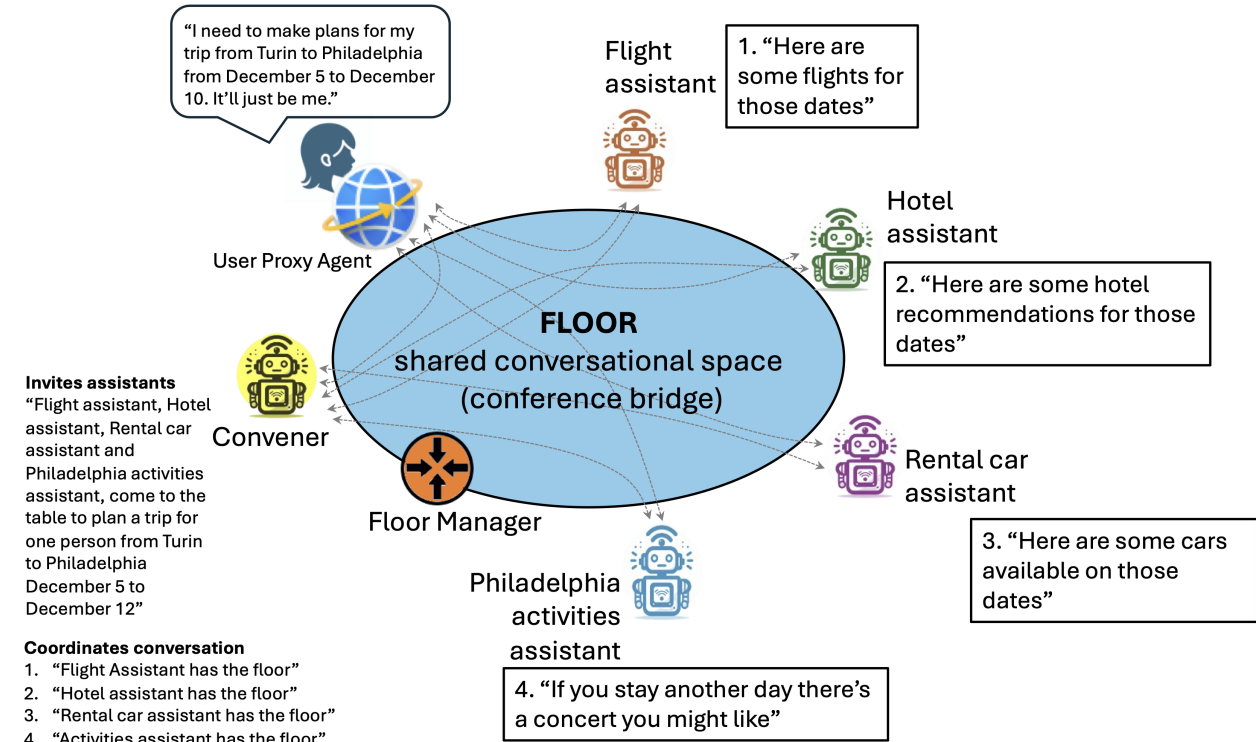 “I need to make plans for my
trip from Turin to Philadelphia
from December 5 to December
10. It’ll just be me.”
User Proxy Agent
Flight
assistant
1. “Here are
some flights for
those dates”
Hotel
assistant
2. “Here are some hotel
recommendations for those
dates”
FLOOR
shared conversational space
(conference bridge)
Convener
Invites assistants
“Flight assistant, Hotel
assistant, Rental car
assistant and
Philadelphia activities
assistant, come to the
table to plan a trip for
one person from Turin
to Philadelphia
December 5 to
December 12”
Floor Manager
Rental car
assistant
3. “Here are some cars
available on those
dates”
Philadelphia
activities
assistant
4. “If you stay another day there’s
a concert you might like”
Coordinates conversation
1. “Flight Assistant has the floor”
2. “Hotel assistant has the floor”
3. “Rental car assistant has the floor”
4. “Activities assistant has the floor”